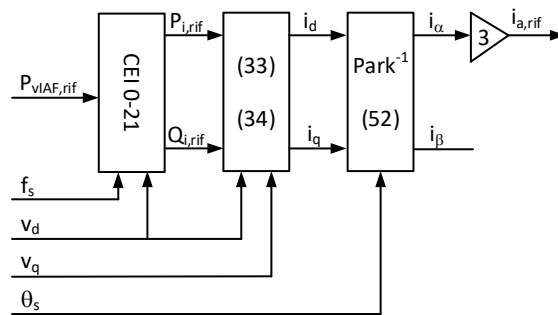 P_i,rif
i_d
i_α
i_a,rif
3
CEI 0-21
(33)
Park^-1
P_vIAF,rif
(34)
(52)
Q_i,rif
i_q
i_β
f_s
v_d
v_q
θ_s